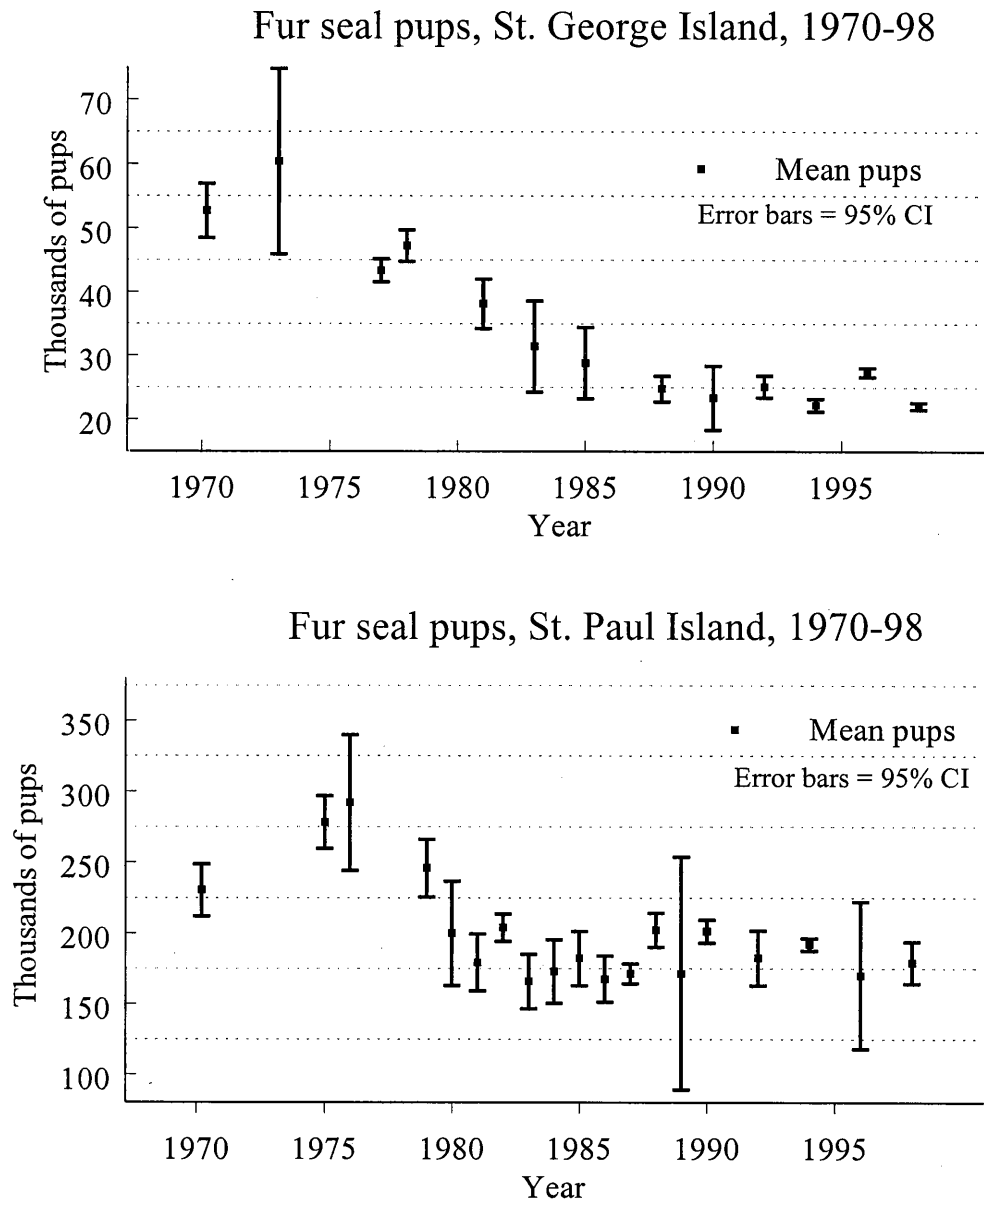 Fur seal pups, St. George Island, 1970-98
Thousands of pups
70
60
50
40
30
20
Mean pups
Error bars = 95% CI
1970 1975 1980 1985 1990 1995
Year
Fur seal pups, St. Paul Island, 1970-98
Thousands of pups
350
300
250
200
150
100
Mean pups
Error bars = 95% CI
1970 1975 1980 1985 1990 1995
Year